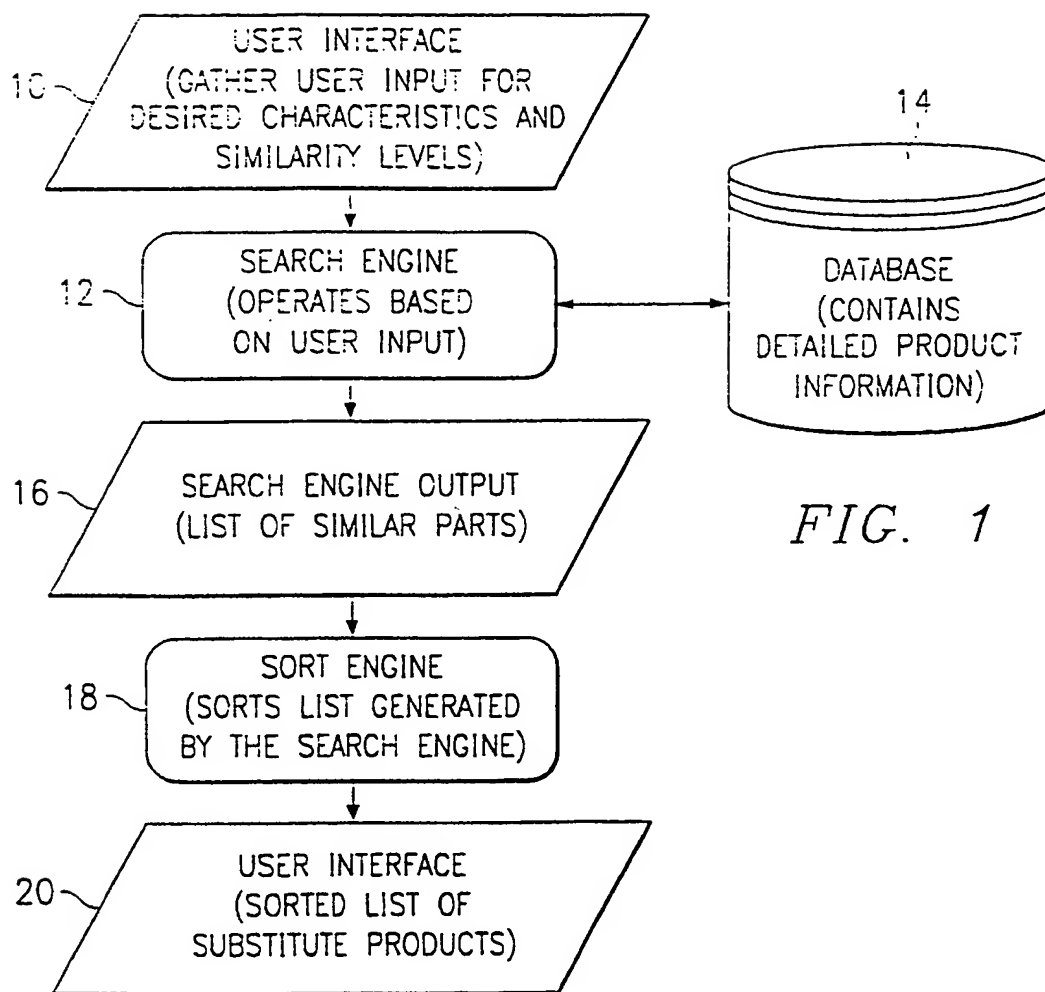 10
USER INTERFACE
(GATHER USER INPUT FOR
DESIRED CHARACTERISTICS AND
SIMILARITY LEVELS)
14
12
SEARCH ENGINE
(OPERATES BASED
ON USER INPUT)
DATABASE
(CONTAINS
DETAILED PRODUCT
INFORMATION)
16
SEARCH ENGINE OUTPUT
(LIST OF SIMILAR PARTS)
FIG. 1
18
SORT ENGINE
(SORTS LIST GENERATED
BY THE SEARCH ENGINE)
20
USER INTERFACE
(SORTED LIST OF
SUBSTITUTE PRODUCTS)